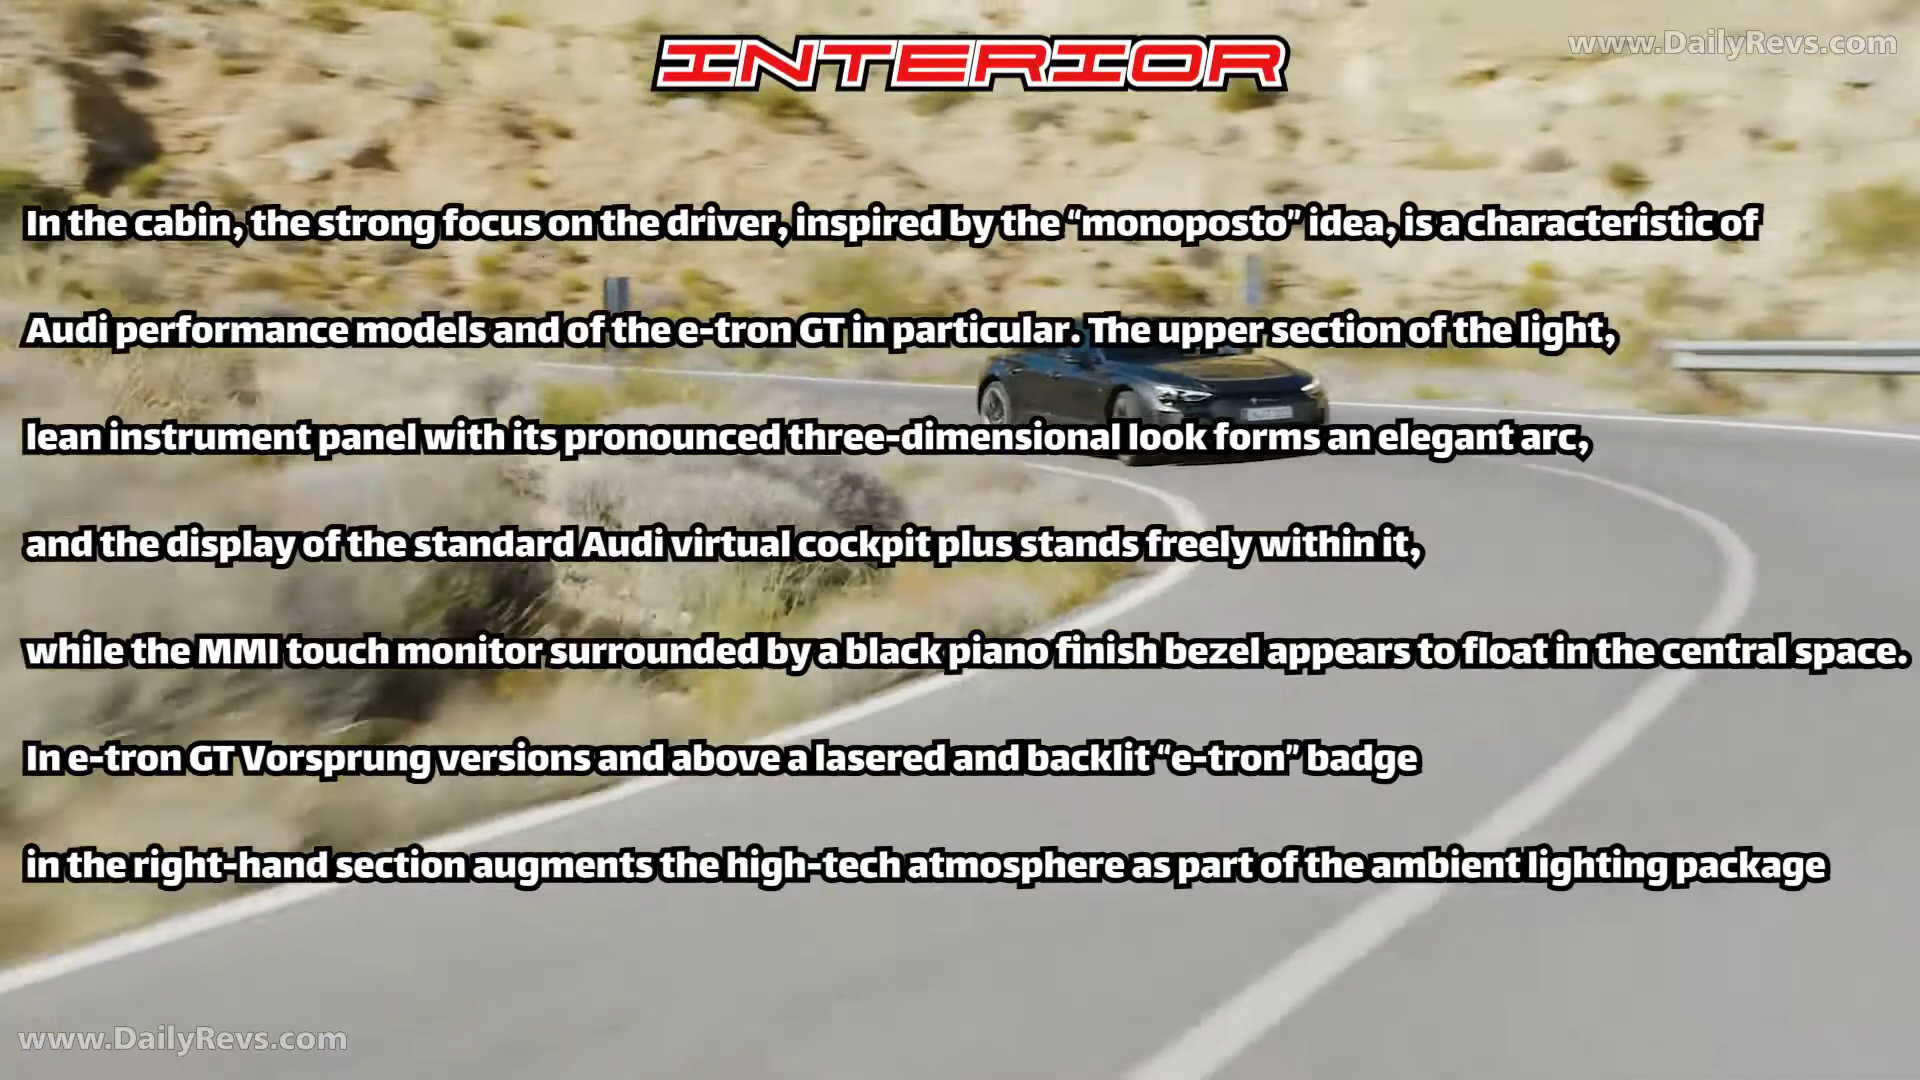 INTERIOR
www.DailyRevs.com
In the cabin, the strong focus on the driver, inspired by the “monoposto” idea, is a characteristic of
Audi performance models and of the e-tron GT in particular. The upper section of the light,
lean instrument panel with its pronounced three-dimensional look forms an elegant arc,
and the display of the standard Audi virtual cockpit plus stands freely within it,
while the MMI touch monitor surrounded by a black piano finish bezel appears to float in the central space.
In e-tron GT Vorsprung versions and above a lasered and backlit “e-tron” badge
in the right-hand section augments the high-tech atmosphere as part of the ambient lighting package
www.DailyRevs.com